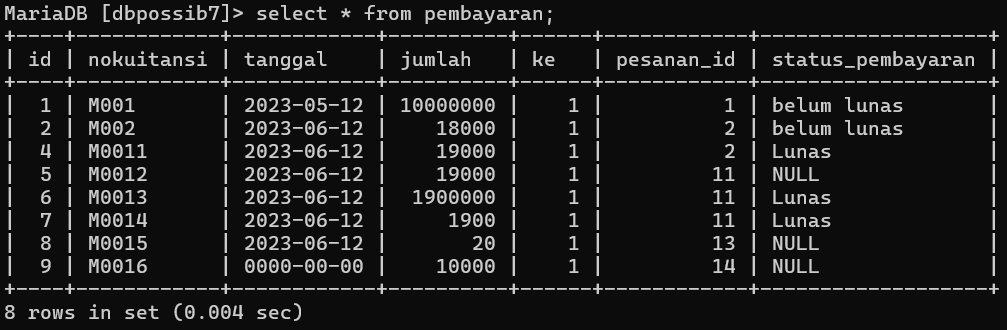 MariaDB [dbpossib7]> select * from pembayaran;
+----+------------+------------+----------+------+------------+-------------------+
| id | nokuitansi | tanggal    | jumlah   | ke   | pesanan_id | status_pembayaran |
+----+------------+------------+----------+------+------------+-------------------+
|  1 | M001       | 2023-05-12 | 10000000 |    1 |          1 | belum lunas       |
|  2 | M002       | 2023-06-12 |    18000 |    1 |          2 | belum lunas       |
|  4 | M0011      | 2023-06-12 |    19000 |    1 |          2 | Lunas             |
|  5 | M0012      | 2023-06-12 |    19000 |    1 |         11 | NULL              |
|  6 | M0013      | 2023-06-12 |  1900000 |    1 |         11 | Lunas             |
|  7 | M0014      | 2023-06-12 |     1900 |    1 |         11 | Lunas             |
|  8 | M0015      | 2023-06-12 |       20 |    1 |         13 | NULL              |
|  9 | M0016      | 0000-00-00 |    10000 |    1 |         14 | NULL              |
+----+------------+------------+----------+------+------------+-------------------+
8 rows in set (0.004 sec)